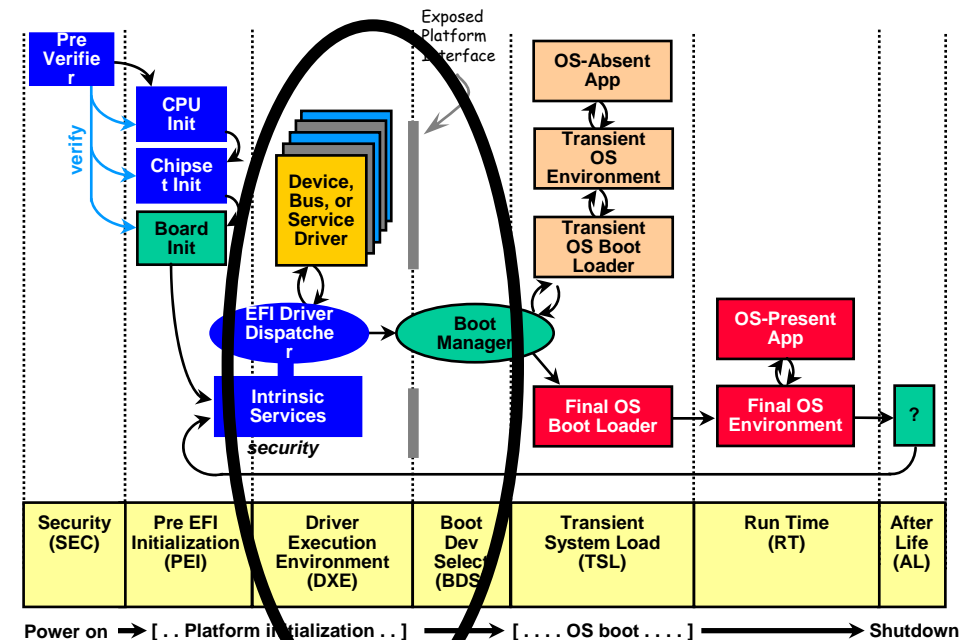 Exposed
Platform
Interface
Pre
Verifie
r
CPU
Init
verify
Chipse
t Init
Board
Init
Device,
Bus, or
Service
Driver
EFI Driver
Dispatche
r
Intrinsic
Services
security
Boot
Manager
OS-Absent
App
Transient
OS
Environment
Transient
OS Boot
Loader
Final OS
Boot Loader
OS-Present
App
Final OS
Environment
?
Security
(SEC)
Pre EFI
Initialization
(PEI)
Driver
Execution
Environment
(DXE)
Boot
Dev
Select
(BDS)
Transient
System Load
(TSL)
Run Time
(RT)
After
Life
(AL)
Power on [ . . Platform initialization . . ] [ . . . . OS boot . . . . ] Shutdown